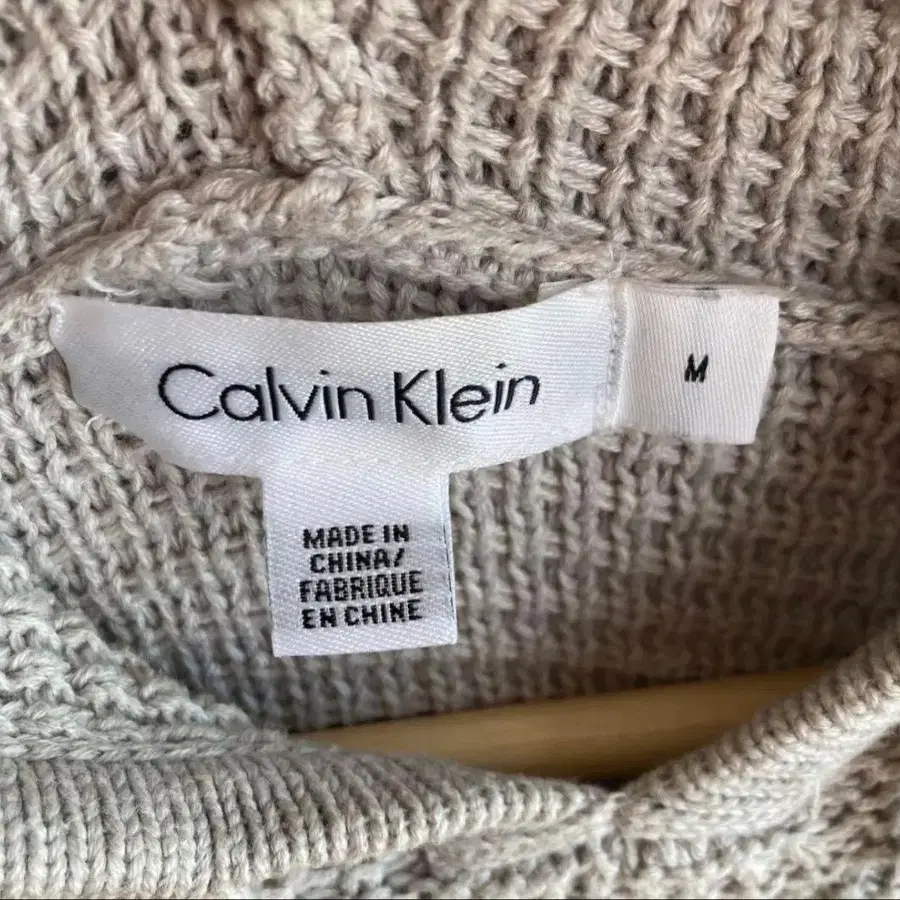 Calvin Klein
M
MADE IN
CHINA/
FABRIQUE
EN CHINE